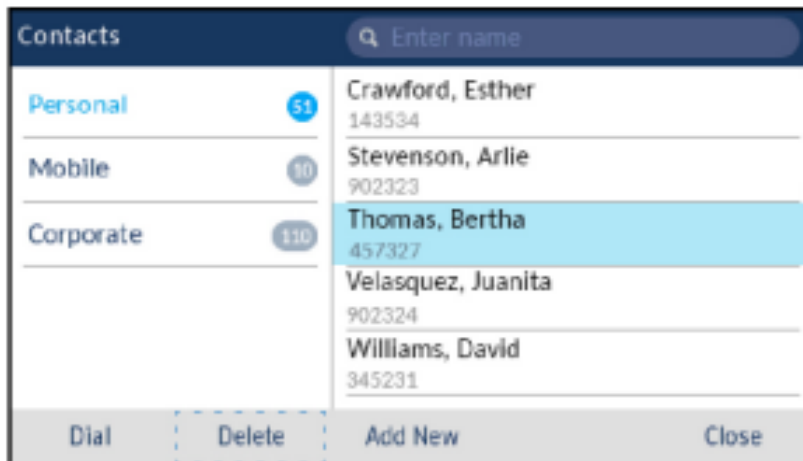 Contacts
Enter name
Personal 51
Mobile 10
Corporate 110
Crawford, Esther
143534
Stevenson, Arlie
902323
Thomas, Bertha
457327
Velasquez, Juanita
902324
Williams, David
345231
Dial Delete Add New Close